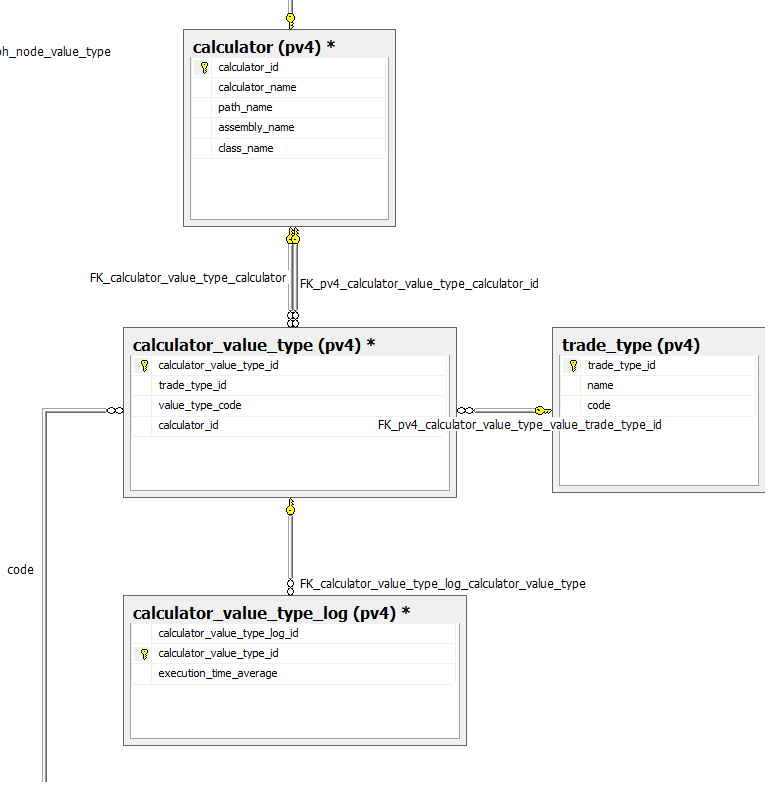 ph_node_value_type
calculator (pv4) *
calculator_id
calculator_name
path_name
assembly_name
class_name
FK_calculator_value_type_calculator
FK_pv4_calculator_value_type_calculator_id
calculator_value_type (pv4) *
calculator_value_type_id
trade_type_id
value_type_code
calculator_id
trade_type (pv4)
trade_type_id
name
code
FK_pv4_calculator_value_type_value_trade_type_id
code
FK_calculator_value_type_log_calculator_value_type
calculator_value_type_log (pv4) *
calculator_value_type_log_id
calculator_value_type_id
execution_time_average